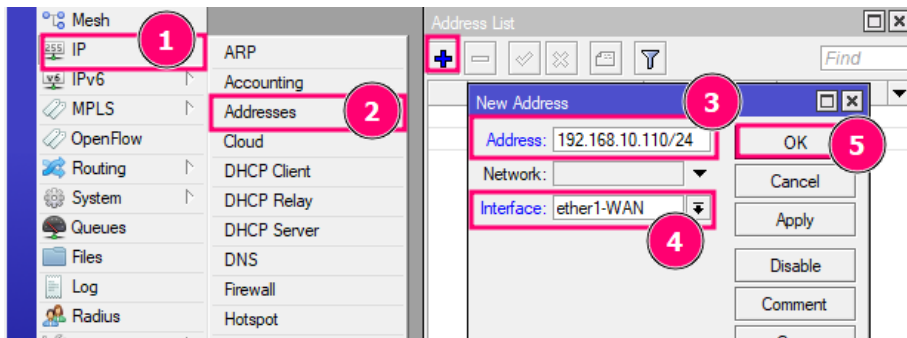 Mesh
IP
IPv6
MPLS
OpenFlow
Routing
System
Queues
Files
Log
Radius
1
ARP
Accounting
Addresses
Cloud
DHCP Client
DHCP Relay
DHCP Server
DNS
Firewall
Hotspot
2
Address List
Find
New Address
3
Address: 192.168.10.110/24
Network:
Interface: ether1-WAN
4
OK
5
Cancel
Apply
Disable
Comment